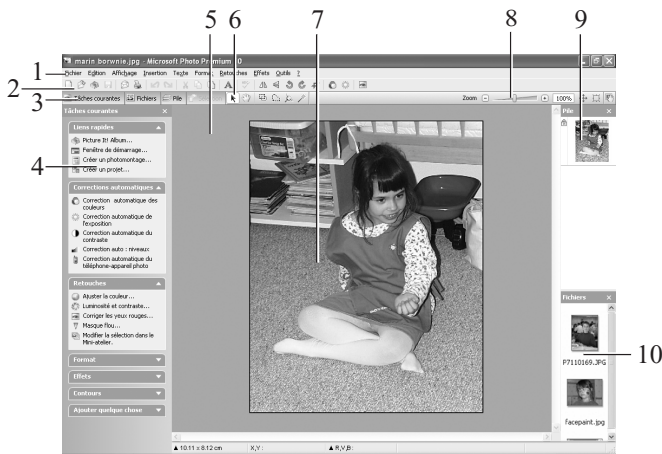 5 6 7 8 9
marin borwnie.jpg - Microsoft Photo Premium 10
1
Fichier Edition Affichage Insertion Texte Format Retouches Effets Outils ?
2
3
Tâches courantes Fichiers Pile
Zoom 100%
Tâches courantes
Pile
Liens rapides
Picture It! Album...
Fenêtre de démarrage...
4
Créer un photomontage...
Créer un projet...
Corrections automatiques
Correction automatique des
couleurs
Correction automatique de
l'exposition
Correction automatique du
contraste
Correction auto : niveaux
Correction automatique du
téléphone-appareil photo
Retouches
Ajuster la couleur...
Luminosité et contraste...
Corriger les yeux rouges...
Masque flou...
Modifier la sélection dans le
Mini-atelier.
Format
Effets
Contours
Ajouter quelque chose
Fichiers
10
P7110169.JPG
facepaint.jpg
10.11 x 8.12 cm X,Y : R,V,B :